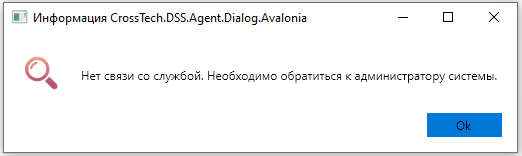 Информация CrossTech.DSS.Agent.Dialog.Avalonia
Нет связи со службой. Необходимо обратиться к администратору системы.
Ok